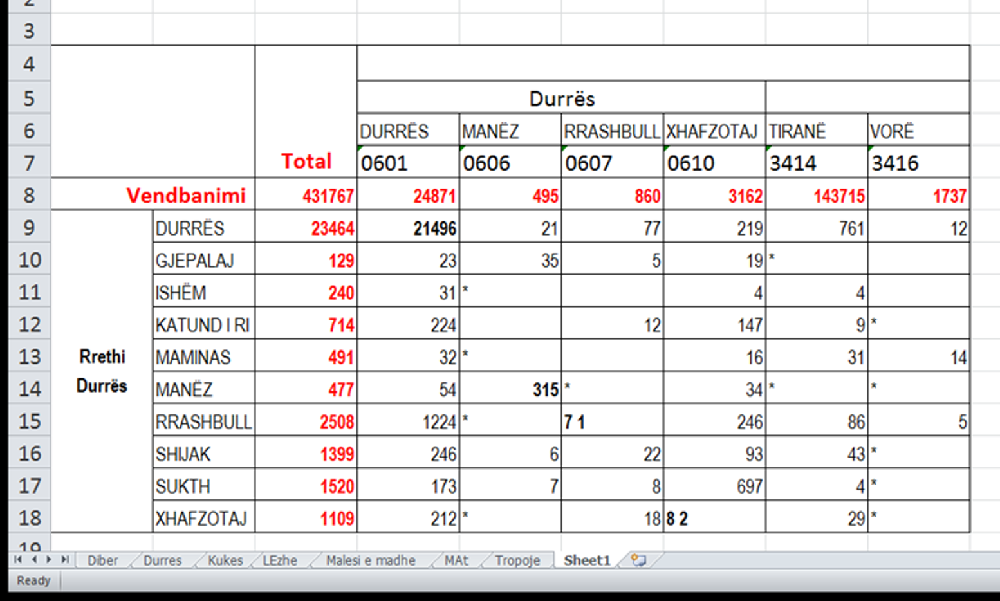 2
3
4
5 Durrës
6 DURRËS MANËZ RRASHBULL XHAFZOTAJ TIRANË VORË
7 Total 0601 0606 0607 0610 3414 3416
8 Vendbanimi 431767 24871 495 860 3162 143715 1737
9 DURRËS 23464 21496 21 77 219 761 12
10 GJEPALAJ 129 23 35 5 19 *
11 ISHËM 240 31 * 4 4
12 KATUND I RI 714 224 12 147 9 *
13 Rrethi MAMINAS 491 32 * 16 31 14
14 Durrës MANËZ 477 54 315 * 34 * *
15 RRASHBULL 2508 1224 * 7 1 246 86 5
16 SHIJAK 1399 246 6 22 93 43 *
17 SUKTH 1520 173 7 8 697 4 *
18 XHAFZOTAJ 1109 212 * 18 8 2 29 *
19
Diber Durres Kukes LEzhe Malesi e madhe MAt Tropoje Sheet1
Ready